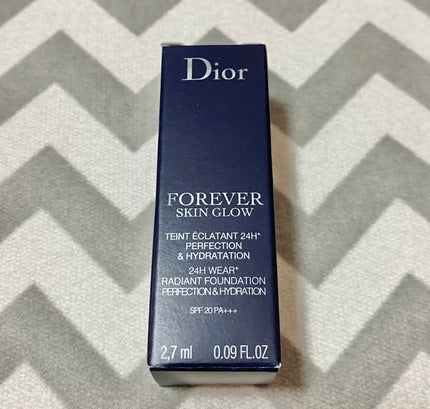 Dior
FOREVER
SKIN GLOW
TEINT ÉCLATANT 24H*
PERFECTION
& HYDRATATION
24H WEAR*
RADIANT FOUNDATION
PERFECTION & HYDRATION
SPF 20 PA+++
2,7 ml 0.09 FL.OZ